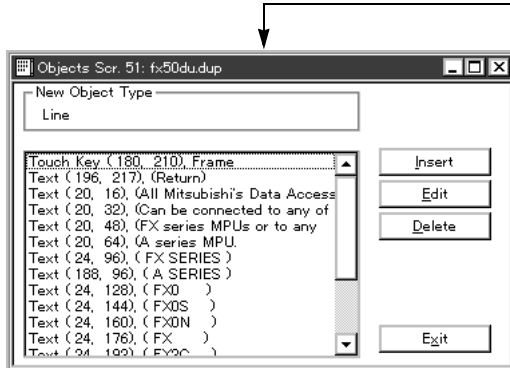 Objects Scr. 51: fx50du.dup
New Object Type
Line
Touch Key ( 180, 210), Frame
Text ( 196, 217), (Return)
Text ( 20, 16), (All Mitsubishi's Data Access
Text ( 20, 32), (Can be connected to any of
Text ( 20, 48), (FX series MPUs or to any
Text ( 20, 64), (A series MPU.
Text ( 24, 96), ( FX SERIES )
Text ( 188, 96), ( A SERIES )
Text ( 24, 128), ( FX0 )
Text ( 24, 144), ( FX0S )
Text ( 24, 160), ( FX0N )
Text ( 24, 176), ( FX )
Text ( 24, 192), ( FX2C )
Insert
Edit
Delete
Exit